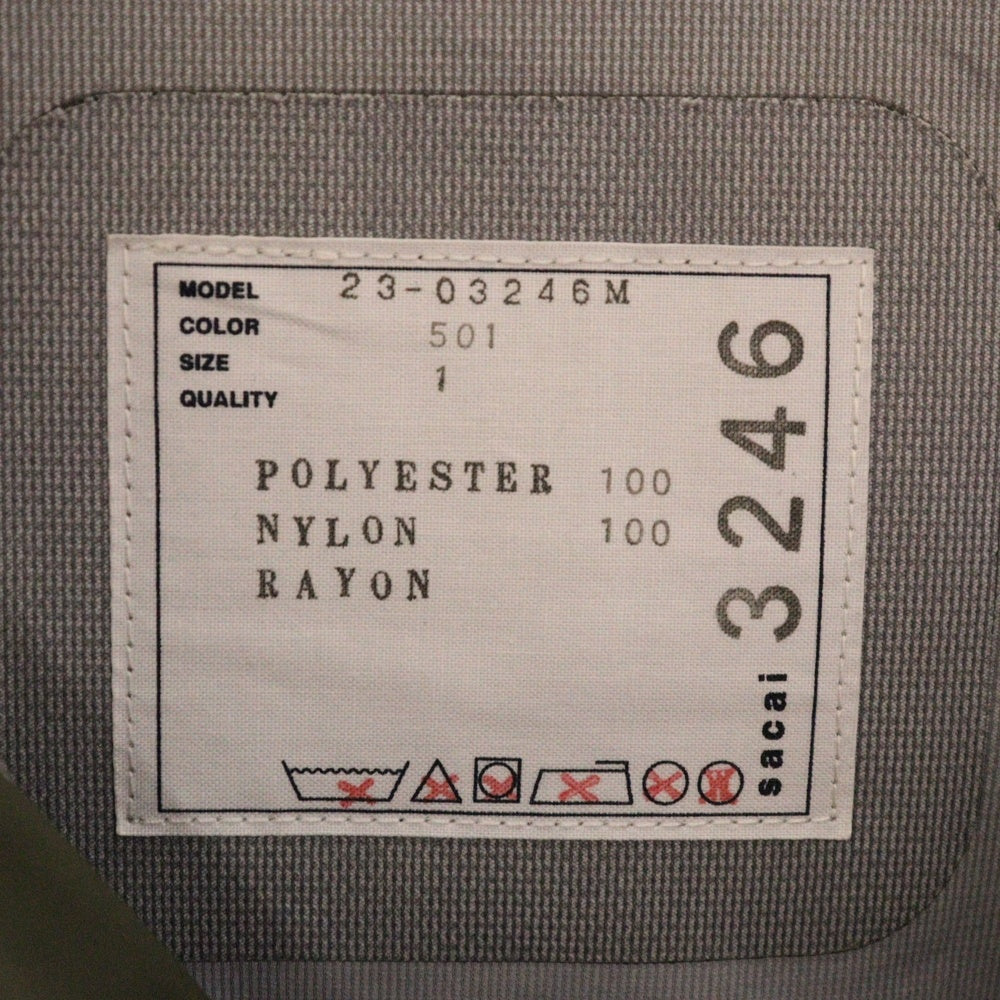 MODEL 23-03246M
COLOR 501
SIZE 1
QUALITY
POLYESTER 100
NYLON 100
RAYON
sacai 3246